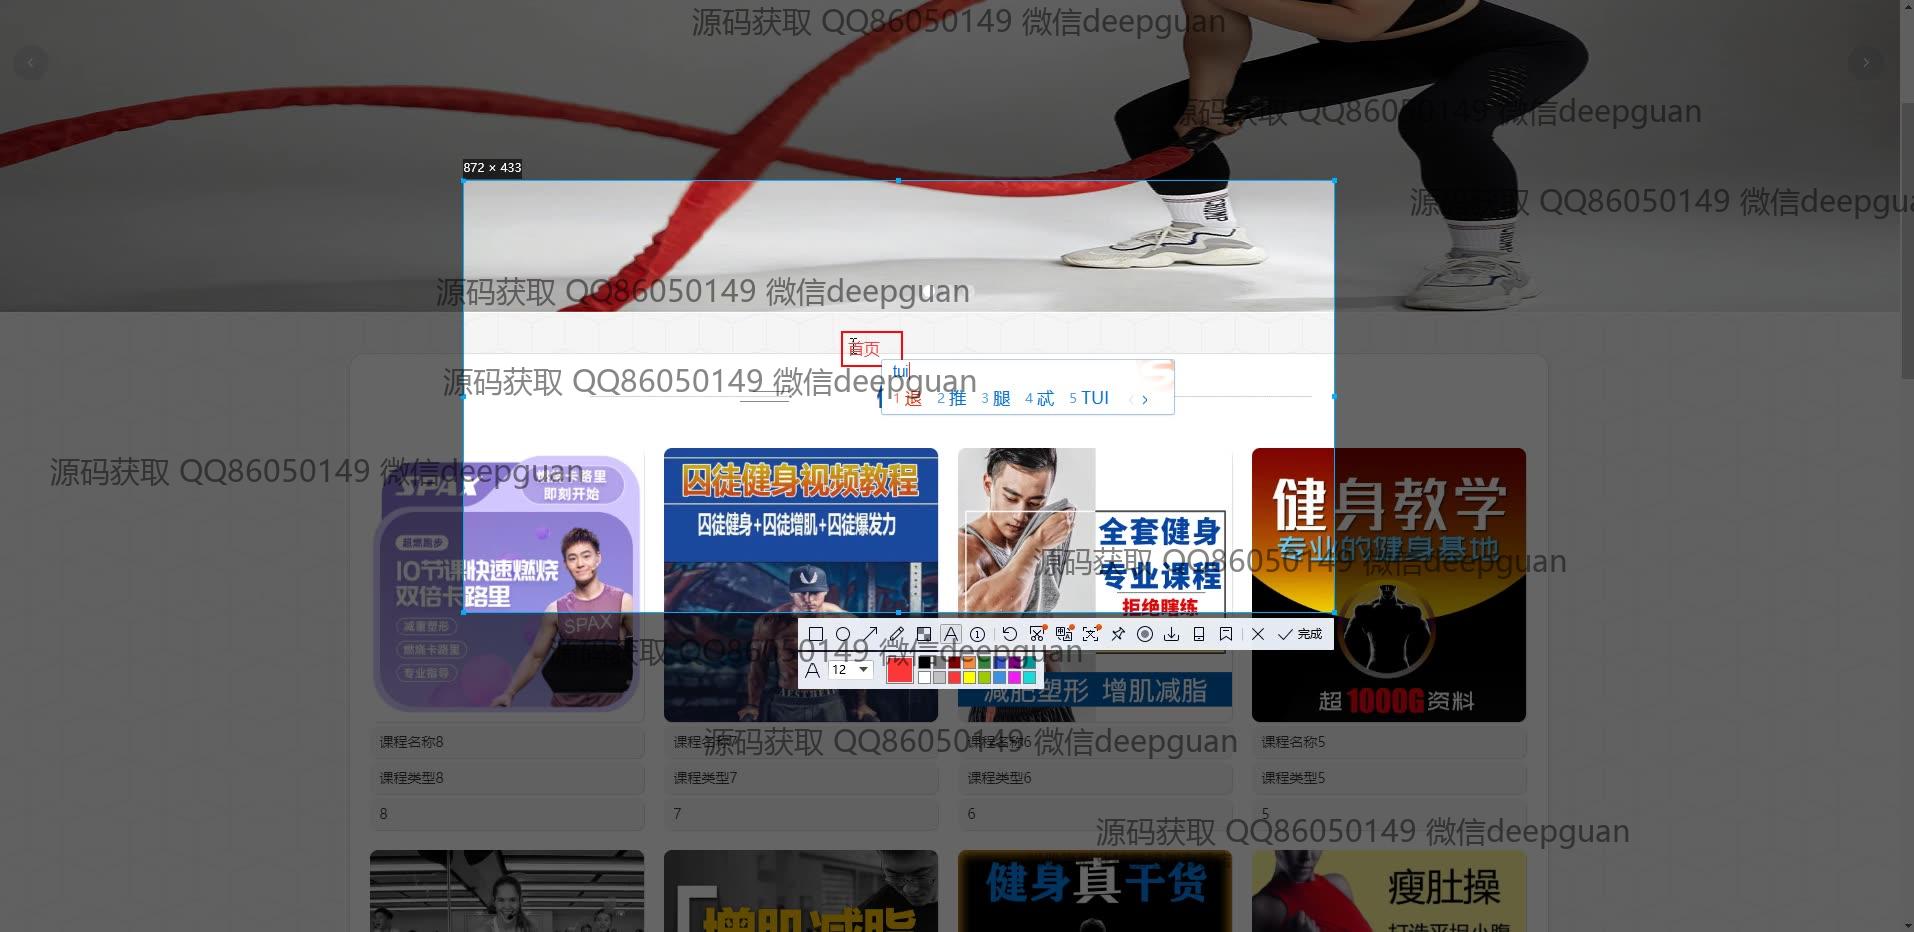 源码获取 QQ86050149 微信deepguan
源码获取 QQ86050149 微信deepguan
872 × 433
源码获取 QQ86050149 微信deepguan
源码获取 QQ86050149 微信deepguan
首页
tui
源码获取 QQ86050149 微信deepguan
1 退 2 推 3 腿 4 忒 5 TUI
源码获取 QQ86050149 微信deepguan
SPAX
燃烧卡路里
即刻开始
超燃跑步
10节课快速燃烧
双倍卡路里
减重塑形
燃烧卡路里
专业指导
SPAX
囚徒健身视频教程
囚徒健身+囚徒增肌+囚徒爆发力
AESTHETIC
全套健身
专业课程
拒绝瞎练
减肥塑形 增肌减脂
健身教学
专业的健身基地
超1000G资料
源码获取 QQ86050149 微信deepguan
完成
源码获取 QQ86050149 微信deepguan
12
源码获取 QQ86050149 微信deepguan
课程名称8
课程名称7
课程名称6
课程名称5
课程类型8
课程类型7
课程类型6
课程类型5
8
7
6
5
源码获取 QQ86050149 微信deepguan
增肌减脂
健身真干货
瘦肚操
打造平坦小腹